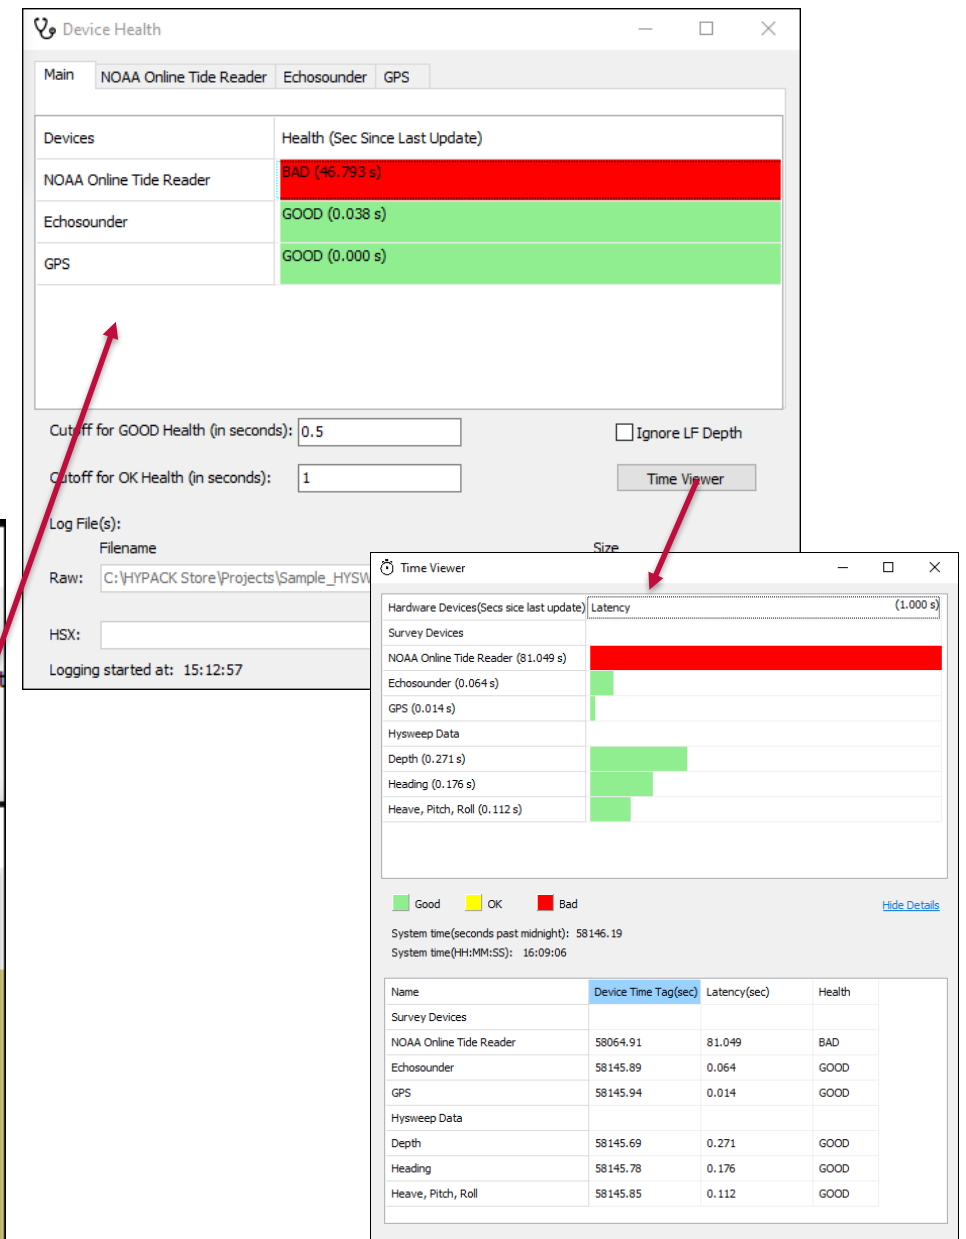 Device Health
Main NOAA Online Tide Reader Echosounder GPS
Devices Health (Sec Since Last Update)
NOAA Online Tide Reader BAD (46.793 s)
Echosounder GOOD (0.038 s)
GPS GOOD (0.000 s)
Cutoff for GOOD Health (in seconds): 0.5 Ignore LF Depth
Cutoff for OK Health (in seconds): 1 Time Viewer
Log File(s):
Filename Size
Raw: C:\HYPACK Store\Projects\Sample_HYSW
HSX:
Logging started at: 15:12:57
Time Viewer
Hardware Devices(Secs sice last update) Latency (1.000 s)
Survey Devices
NOAA Online Tide Reader (81.049 s)
Echosounder (0.064 s)
GPS (0.014 s)
Hysweep Data
Depth (0.271 s)
Heading (0.176 s)
Heave, Pitch, Roll (0.112 s)
Good OK Bad Hide Details
System time(seconds past midnight): 58146.19
System time(HH:MM:SS): 16:09:06
Name Device Time Tag(sec) Latency(sec) Health
Survey Devices
NOAA Online Tide Reader 58064.91 81.049 BAD
Echosounder 58145.89 0.064 GOOD
GPS 58145.94 0.014 GOOD
Hysweep Data
Depth 58145.69 0.271 GOOD
Heading 58145.78 0.176 GOOD
Heave, Pitch, Roll 58145.85 0.112 GOOD